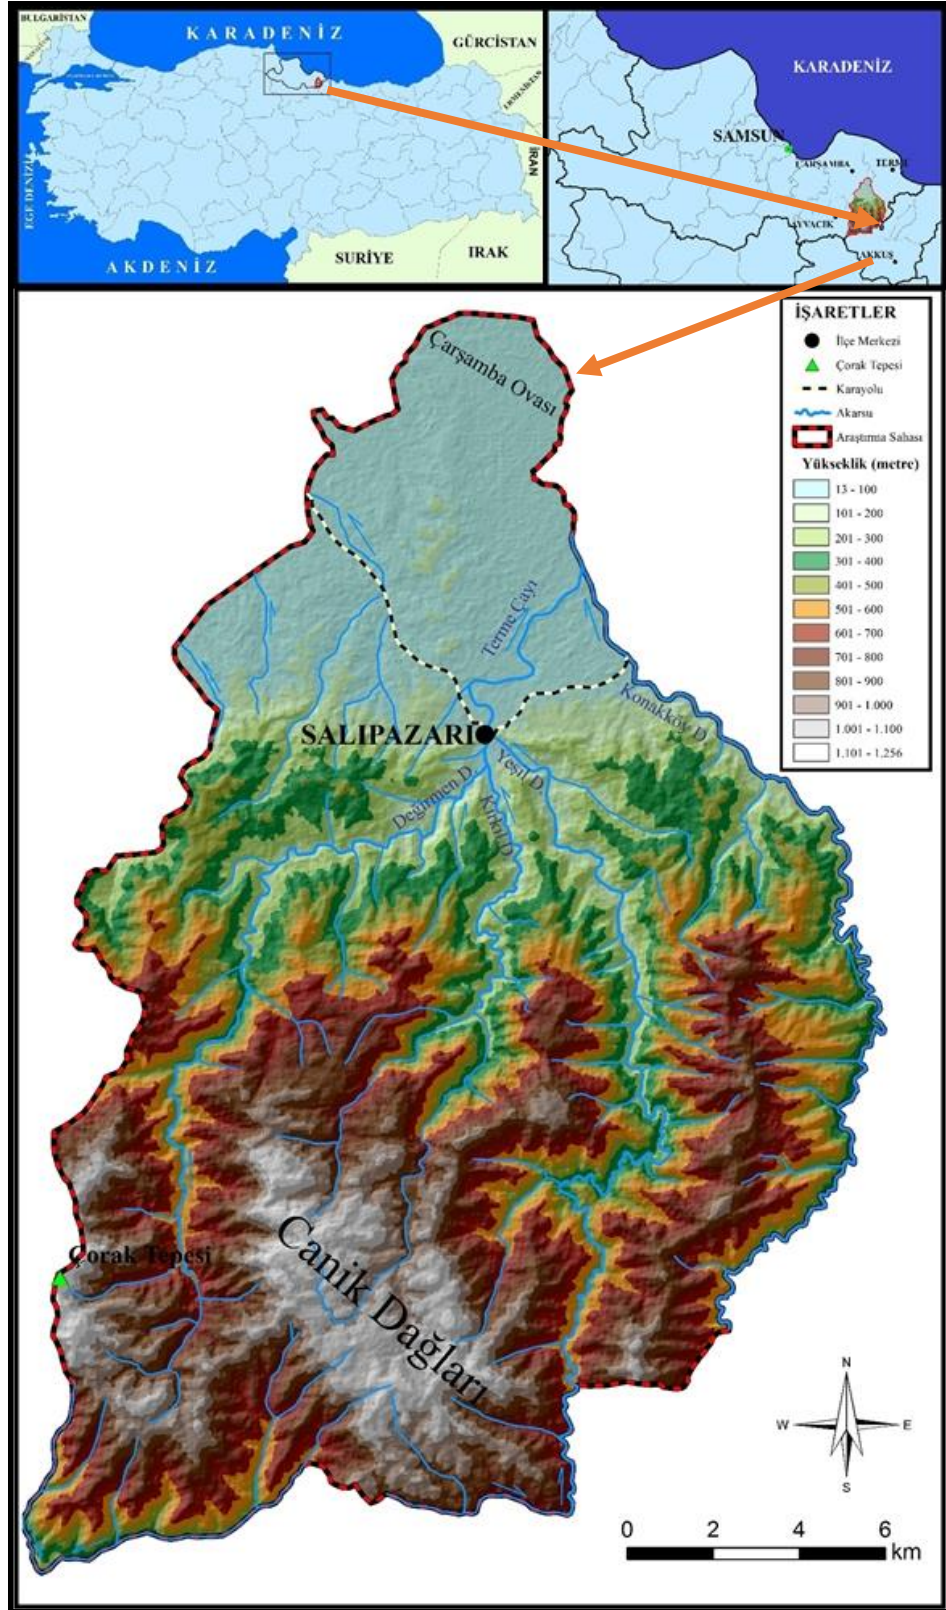 BULGARİSTAN
KARADENİZ
GÜRCİSTAN
ERMENİSTAN
İRAN
EGE DENİZİ
AKDENİZ
SURİYE
IRAK
KARADENİZ
SAMSUN
ÇARŞAMBA
TERME
AYVACIK
AKKUŞ
İŞARETLER
İlçe Merkezi
Çorak Tepesi
Karayolu
Akarsu
Araştırma Sahası
Yükseklik (metre)
13 - 100
101 - 200
201 - 300
301 - 400
401 - 500
501 - 600
601 - 700
701 - 800
801 - 900
901 - 1.000
1.001 - 1.100
1.101 - 1.256
Çarşamba Ovası
Terme Çayı
Konakköy D.
SALIPAZARI
Yeşil D.
Değirmen D.
Çorak Tepesi
Canik Dağları
N
W E
S
0 2 4 6
km